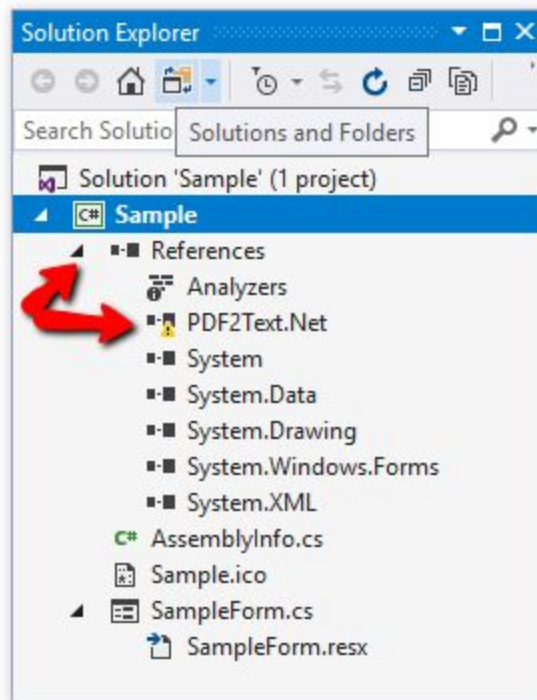 Solution Explorer
Search Solutio
Solutions and Folders
Solution 'Sample' (1 project)
C# Sample
References
Analyzers
PDF2Text.Net
System
System.Data
System.Drawing
System.Windows.Forms
System.XML
C# AssemblyInfo.cs
Sample.ico
SampleForm.cs
SampleForm.resx